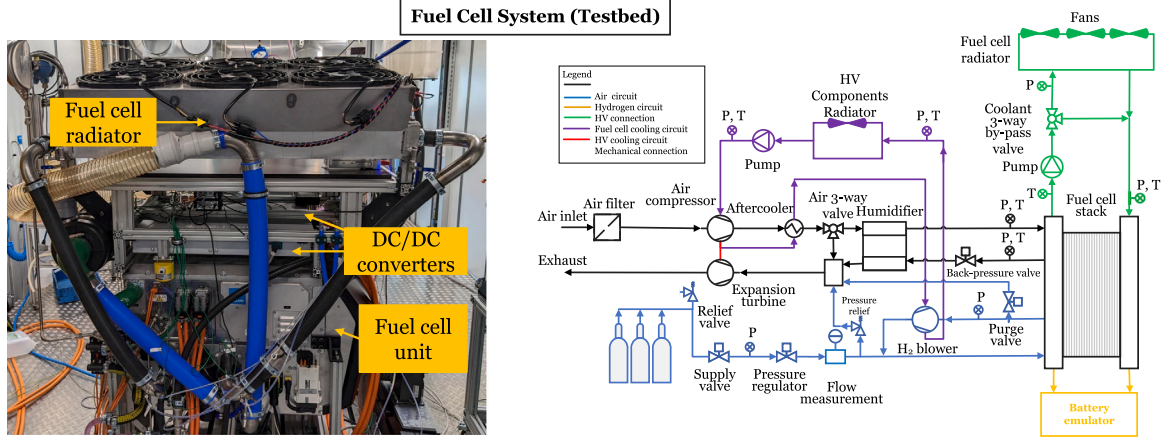 Fuel Cell System (Testbed)
Fuel cell
radiator
DC/DC
converters
Fuel cell
unit
Legend
Air circuit
Hydrogen circuit
HV connection
Fuel cell cooling circuit
HV cooling circuit
Mechanical connection
HV
Components
Radiator
P, T
P, T
Pump
Fans
Fuel cell
radiator
P
Coolant
3-way
by-pass
valve
Pump
T
P, T
Fuel cell
stack
Air inlet
Air filter
Air
compressor
Aftercooler
Air 3-way
valve
Humidifier
P, T
P, T
Back-pressure valve
Exhaust
Expansion
turbine
Relief
valve
Pressure
relief
P
Purge
valve
H₂ blower
P
Supply
valve
Pressure
regulator
Flow
measurement
Battery
emulator